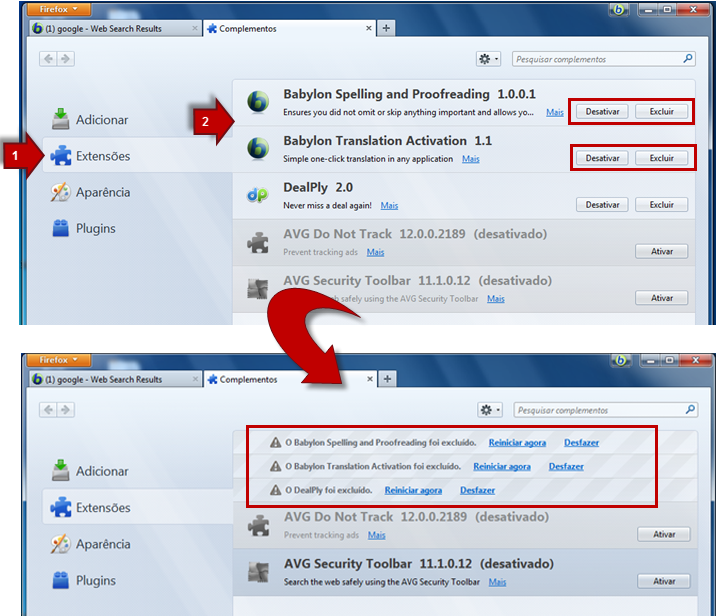 Firefox
(1) google - Web Search Results
Complementos
Pesquisar complementos
Adicionar
1
Extensões
Aparência
Plugins
2
Babylon Spelling and Proofreading 1.0.0.1
Ensures you did not omit or skip anything important and allows yo... Mais
Desativar Excluir
Babylon Translation Activation 1.1
Simple one-click translation in any application Mais
Desativar Excluir
DealPly 2.0
Never miss a deal again! Mais
Desativar Excluir
AVG Do Not Track 12.0.0.2189 (desativado)
Prevent tracking ads Mais
Ativar
AVG Security Toolbar 11.1.0.12 (desativado)
safely using the AVG Security Toolbar Mais
Ativar
Firefox
(1) google - Web Search Results
Complementos
Pesquisar complementos
Adicionar
Extensões
Aparência
Plugins
O Babylon Spelling and Proofreading foi excluído. Reiniciar agora Desfazer
O Babylon Translation Activation foi excluído. Reiniciar agora Desfazer
O DealPly foi excluído. Reiniciar agora Desfazer
AVG Do Not Track 12.0.0.2189 (desativado)
Prevent tracking ads Mais
Ativar
AVG Security Toolbar 11.1.0.12 (desativado)
Search the web safely using the AVG Security Toolbar Mais
Ativar